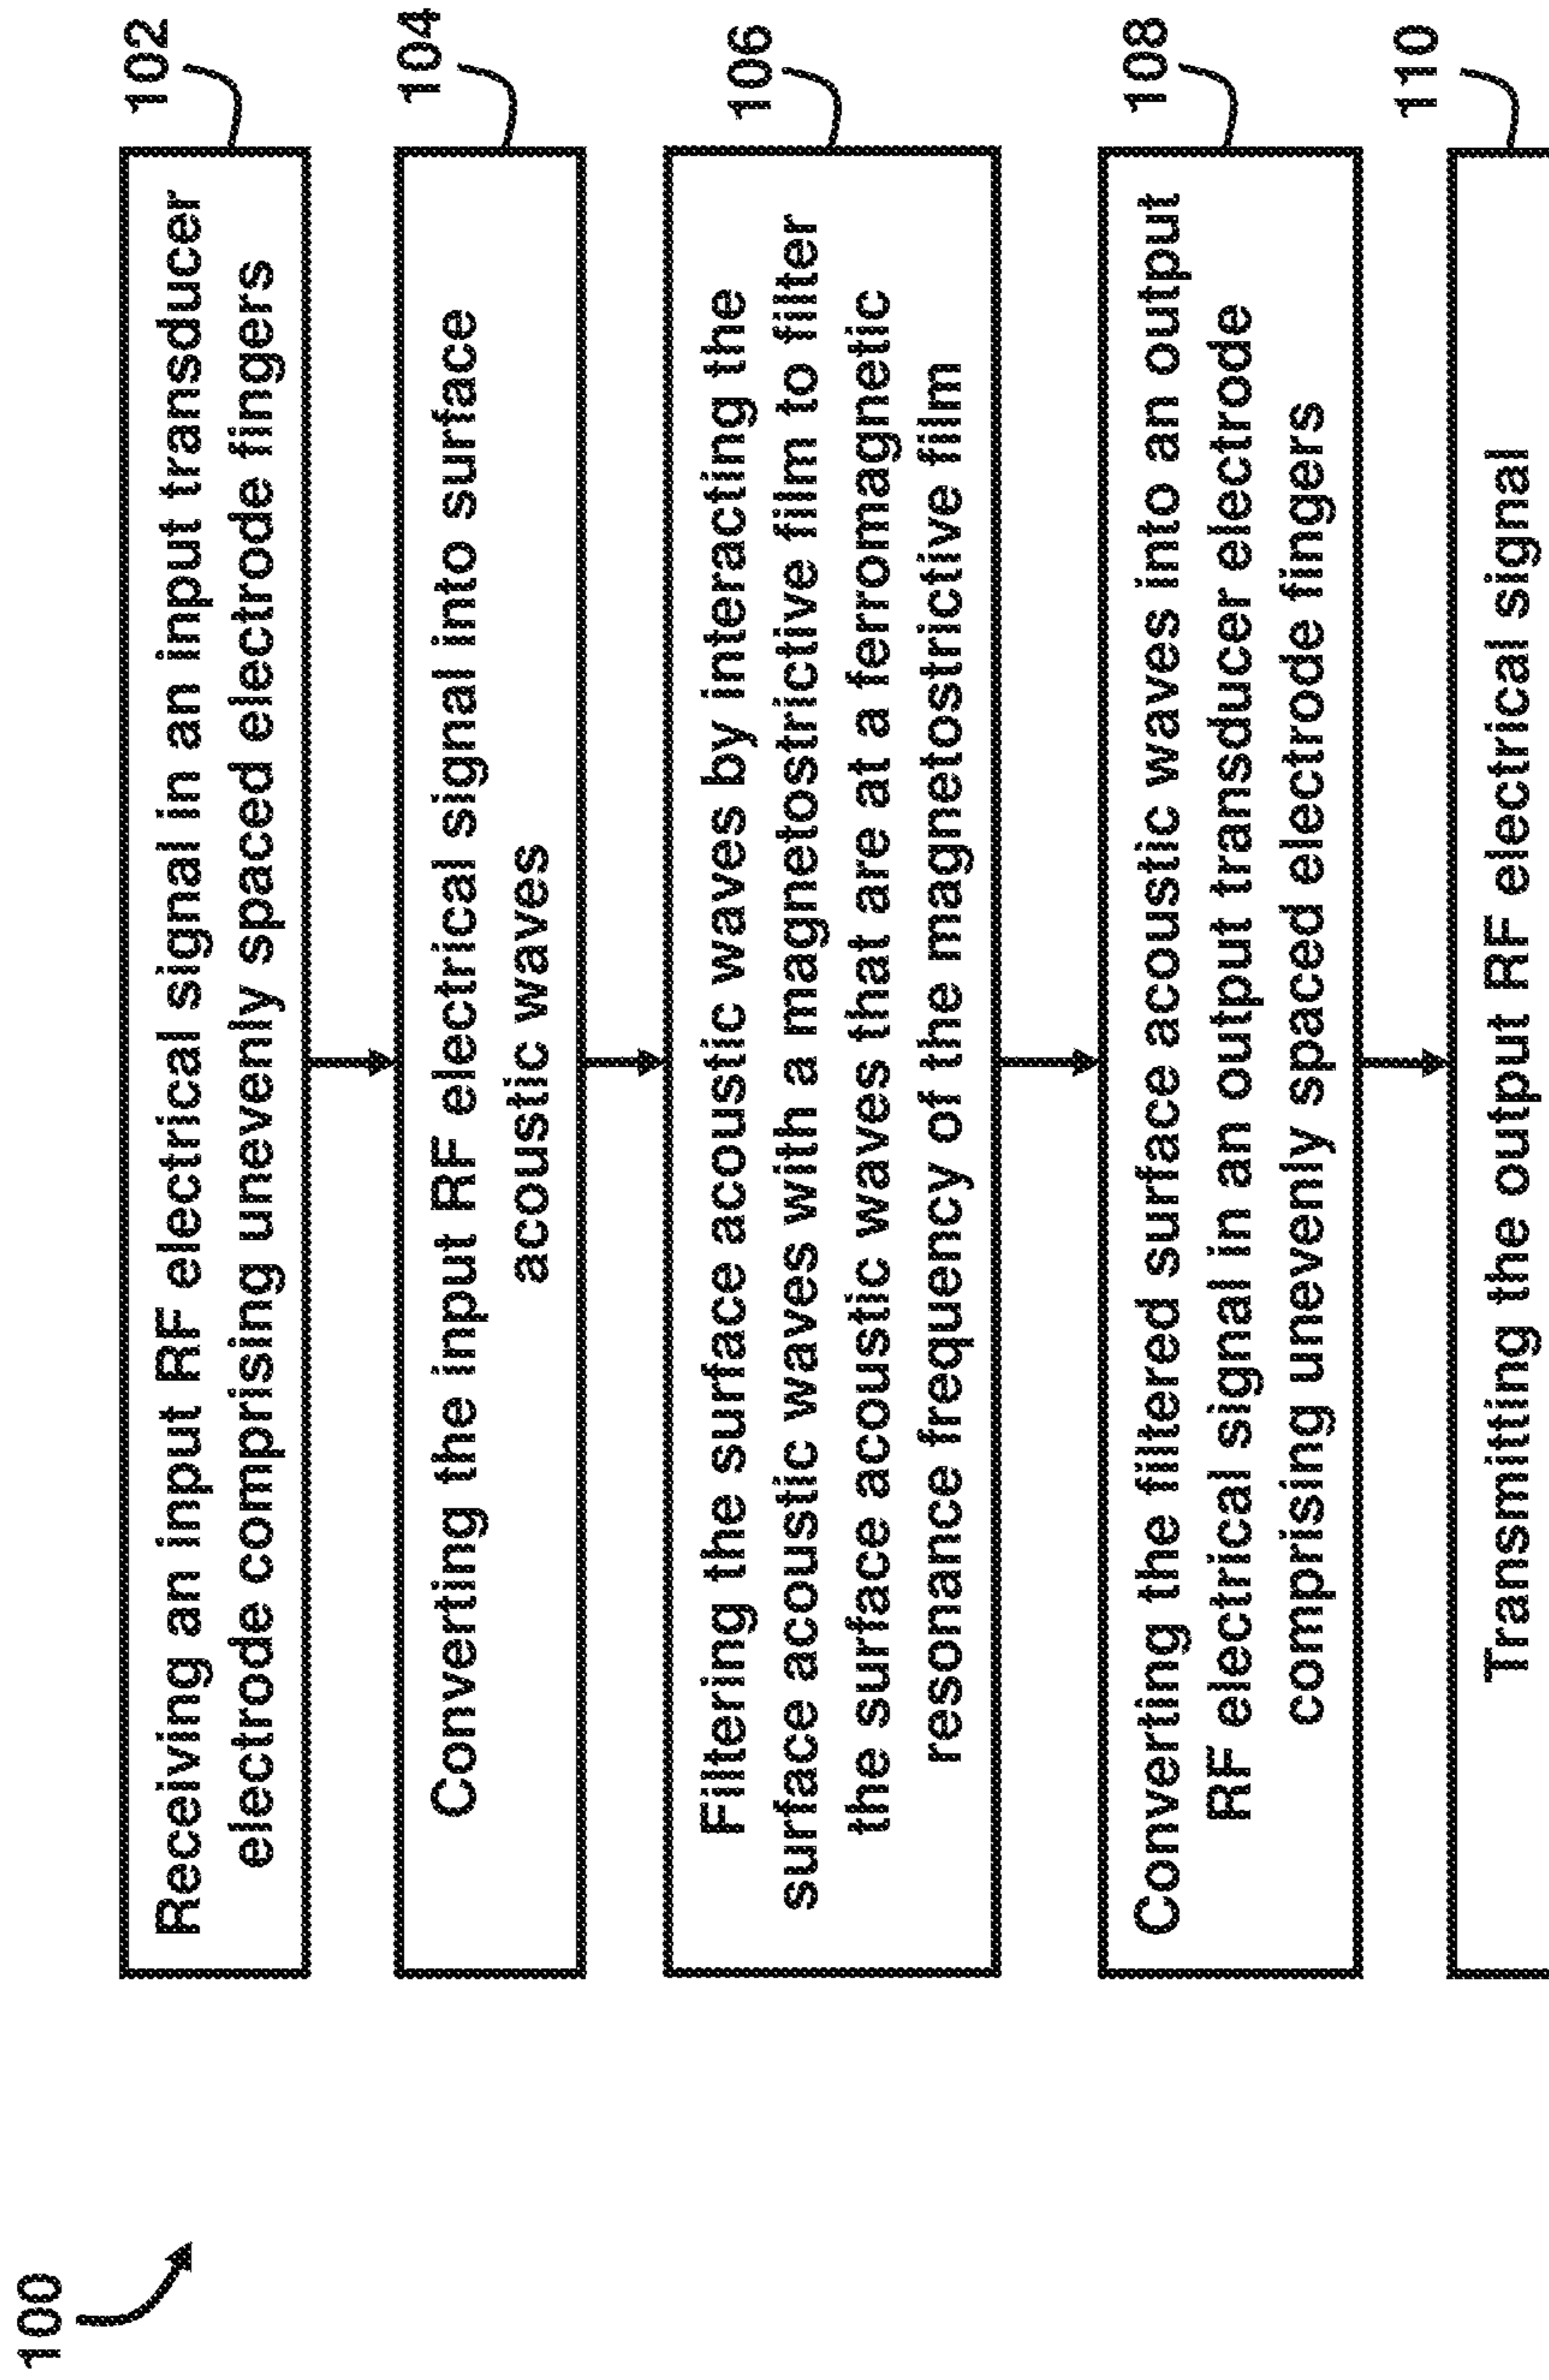 100
102
Receiving an input RF electrical signal in an input transducer
electrode comprising unevenly spaced electrode fingers
104
Converting the input RF electrical signal into surface
acoustic waves
106
Filtering the surface acoustic waves by interacting the
surface acoustic waves with a magnetostrictive film to filter
the surface acoustic waves that are at a ferromagnetic
resonance frequency of the magnetostrictive film
108
Converting the filtered surface acoustic waves into an output
RF electrical signal in an output transducer electrode
comprising unevenly spaced electrode fingers
110
Transmitting the output RF electrical signal